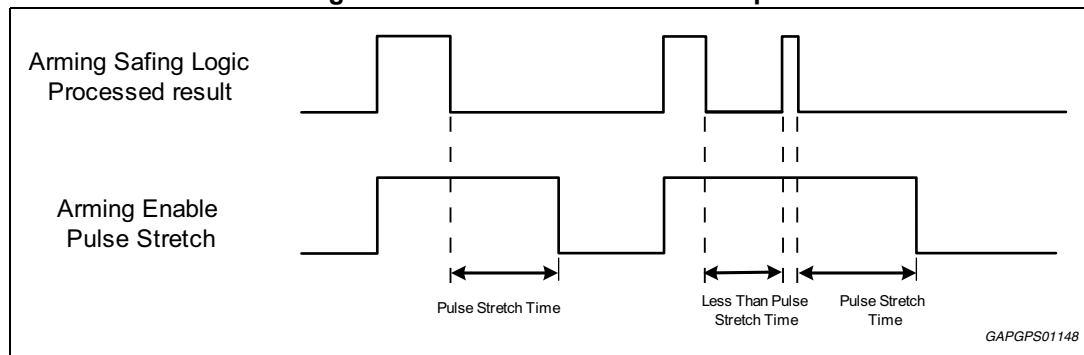 Arming Safing Logic
Processed result
Arming Enable
Pulse Stretch
Pulse Stretch Time
Less Than Pulse
Stretch Time
Pulse Stretch
Time
GAPGPS01148